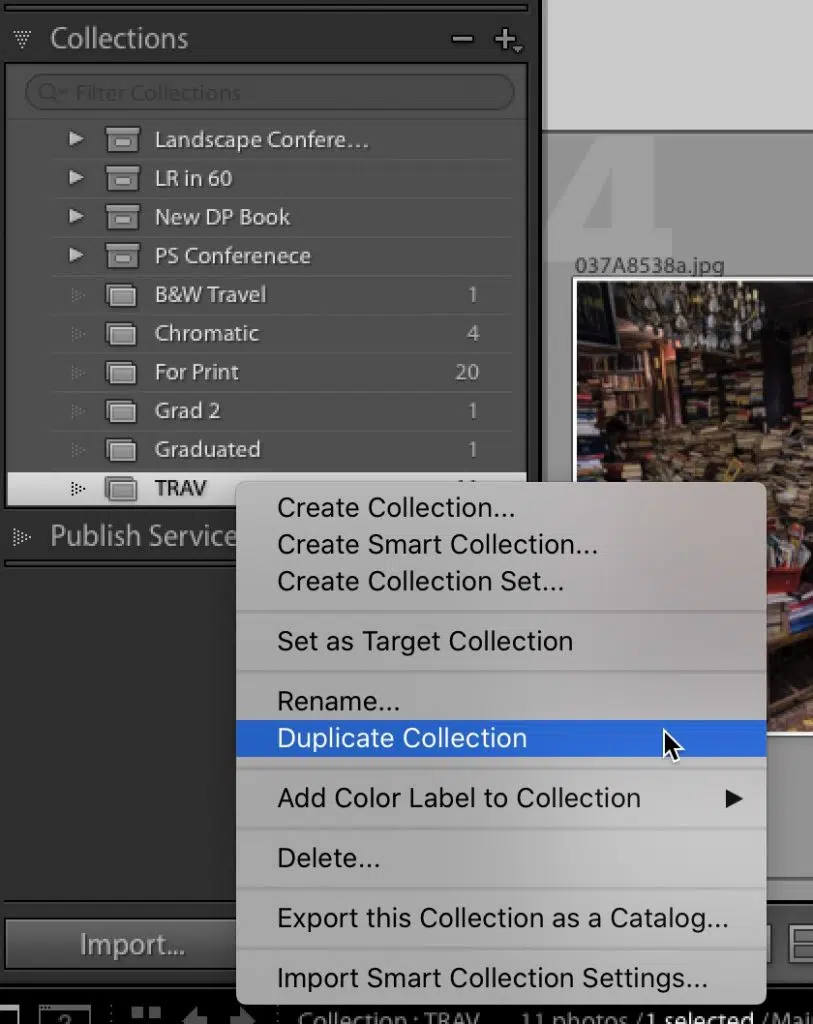 Collections
Filter Collections
Landscape Confere...
LR in 60
New DP Book
PS Conferenece
B&W Travel 1
Chromatic 4
For Print 20
Grad 2 1
Graduated 1
TRAV
4
037A8538a.jpg
Publish Service
Create Collection...
Create Smart Collection...
Create Collection Set...
Set as Target Collection
Rename...
Duplicate Collection
Add Color Label to Collection
Delete...
Export this Collection as a Catalog...
Import Smart Collection Settings...
Import...
2
Collection : TRAV 11 photos / 1 selected